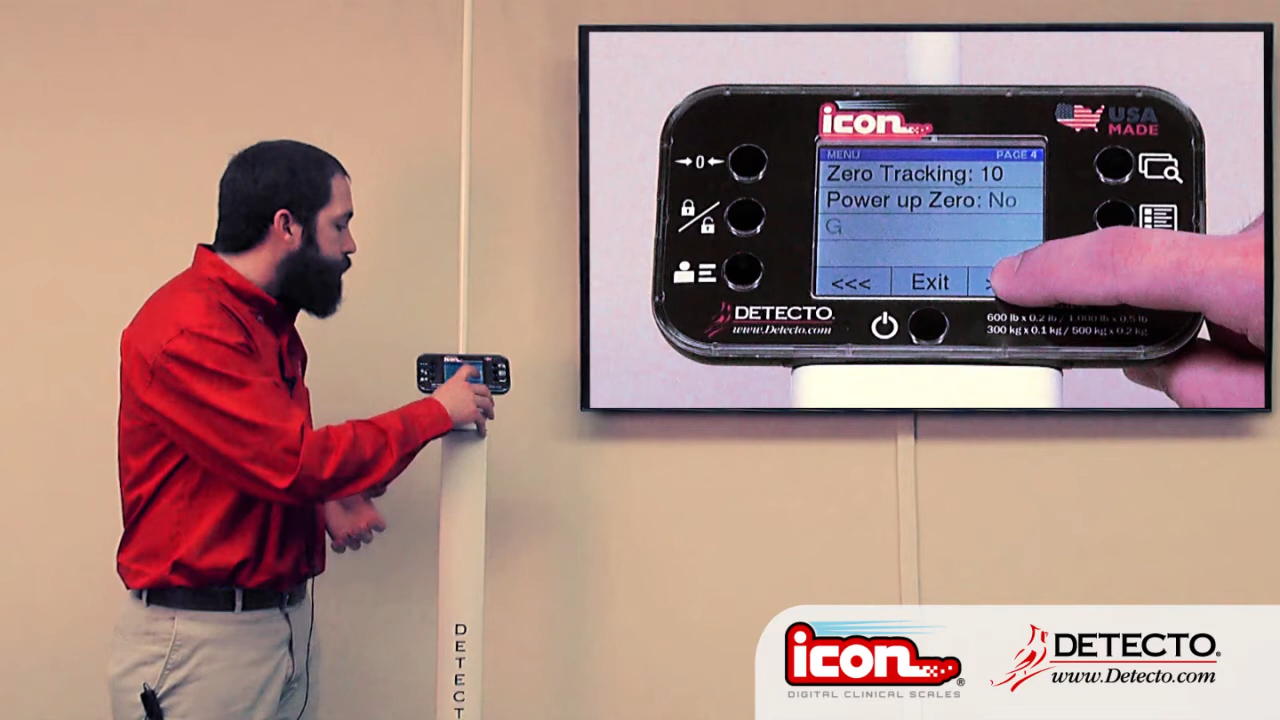 icon
USA
MADE
MENU PAGE 4
→0←
Zero Tracking: 10
Power up Zero: No
G
<<< Exit >
DETECTO
www.Detecto.com
600 lb x 0.2 lb / 1,000 lb x 0.5 lb
300 kg x 0.1 kg / 500 kg x 0.2 kg
icon
DETECT
icon®
DIGITAL CLINICAL SCALES
DETECTO®
www.Detecto.com